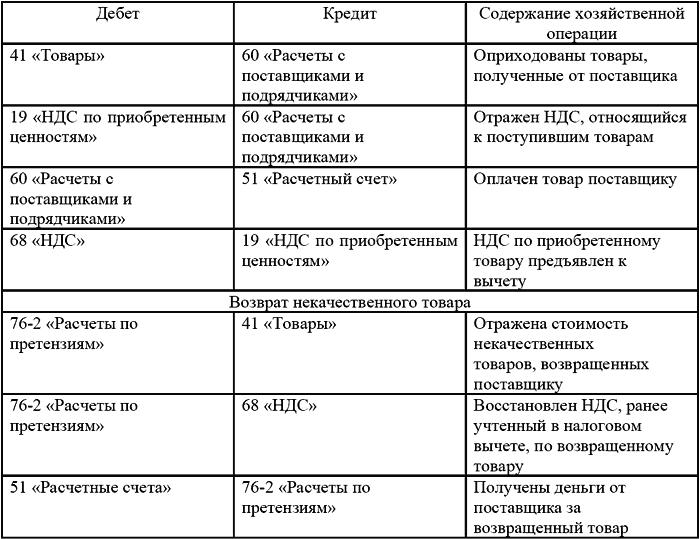 Дебет
Кредит
Содержание хозяйственной
операции
41 «Товары»
60 «Расчеты с
поставщиками и
подрядчиками»
Оприходованы товары,
полученные от поставщика
19 «НДС по приобретенным
ценностям»
60 «Расчеты с
поставщиками и
подрядчиками»
Отражен НДС, относящийся
к поступившим товарам
60 «Расчеты с
поставщиками и
подрядчиками»
51 «Расчетный счет»
Оплачен товар поставщику
68 «НДС»
19 «НДС по приобретенным
ценностям»
НДС по приобретенному
товару предъявлен к
вычету
Возврат некачественного товара
76-2 «Расчеты по
претензиям»
41 «Товары»
Отражена стоимость
некачественных
товаров, возвращенных
поставщику
76-2 «Расчеты по
претензиям»
68 «НДС»
Восстановлен НДС, ранее
учтенный в налоговом
вычете, по возвращенному
товару
51 «Расчетные счета»
76-2 «Расчеты по
претензиям»
Получены деньги от
поставщика за
возвращенный товар